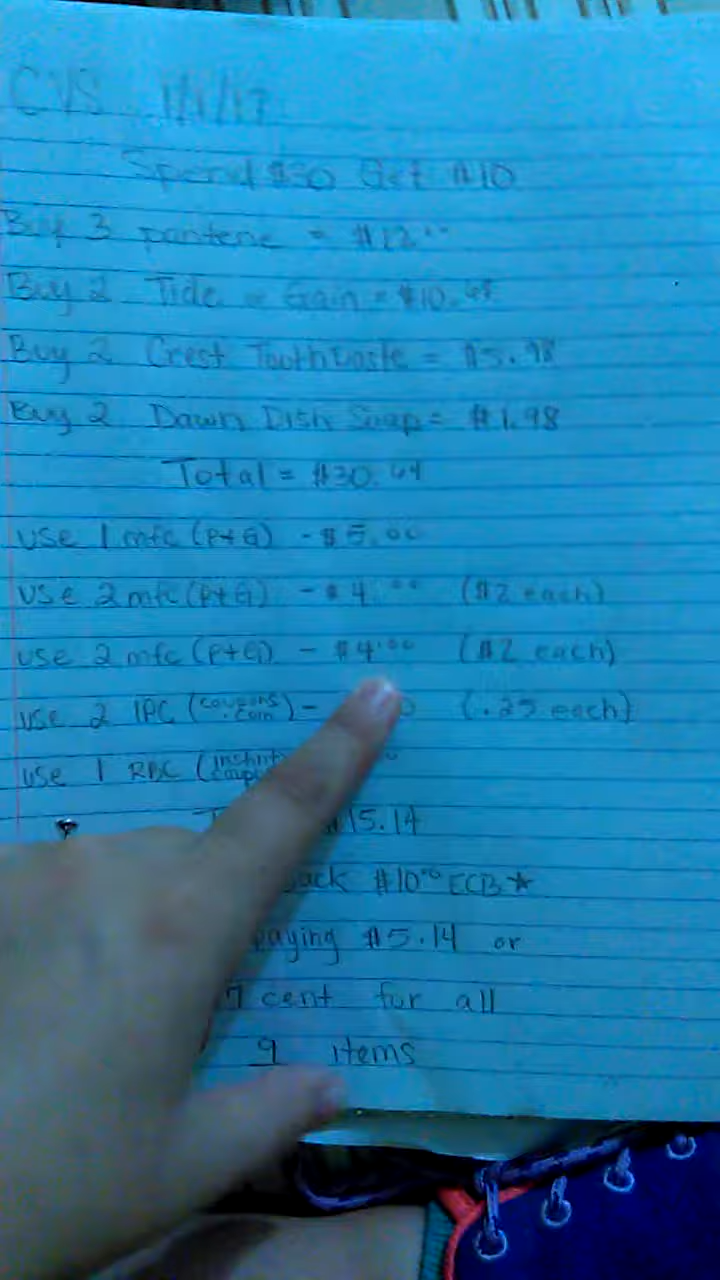 CVS 1/1/17
Spend $30 Get $10
Buy 3 pantene = $12.00
Buy 2 Tide or Gain = $10.
Buy 2 Crest Toothpaste = $5.98
Buy 2 Dawn Dish Soap = $1.98
Total = $30.64
use 1 mfc (P+G) - $5.00
use 2 mfc (P+G) - $4.00 ($2 each)
use 2 mfc (P+G) - $4.00 ($2 each)
use 2 IPC (coupons.com) - (.25 each)
use 1 RBC
$15.14
back $10.00 ECB★
paying $5.14 or
7 cent for all
9 items